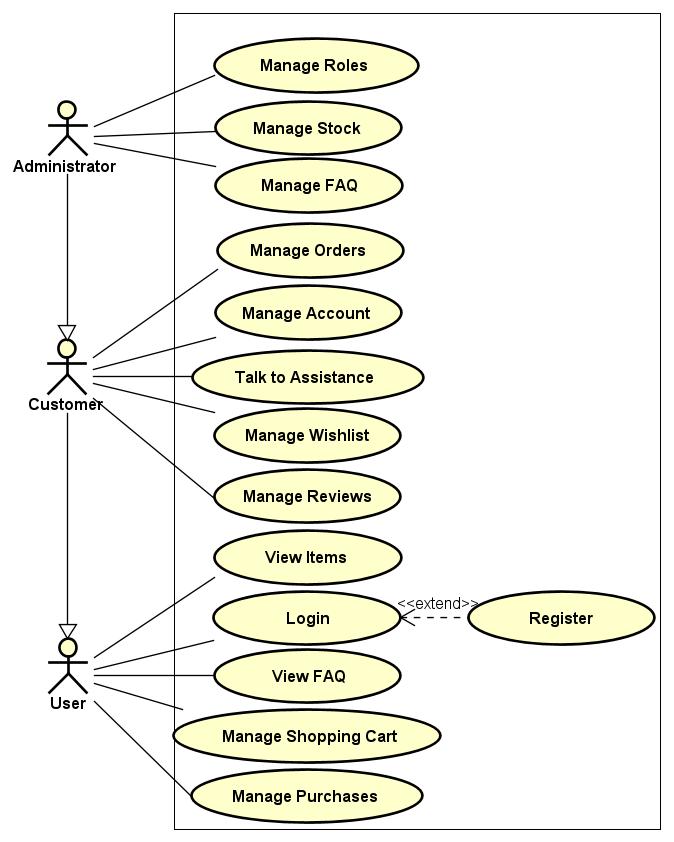 Manage Roles
Manage Stock
Administrator
Manage FAQ
Manage Orders
Manage Account
Talk to Assistance
Customer
Manage Wishlist
Manage Reviews
View Items
<<extend>>
Login
Register
View FAQ
User
Manage Shopping Cart
Manage Purchases